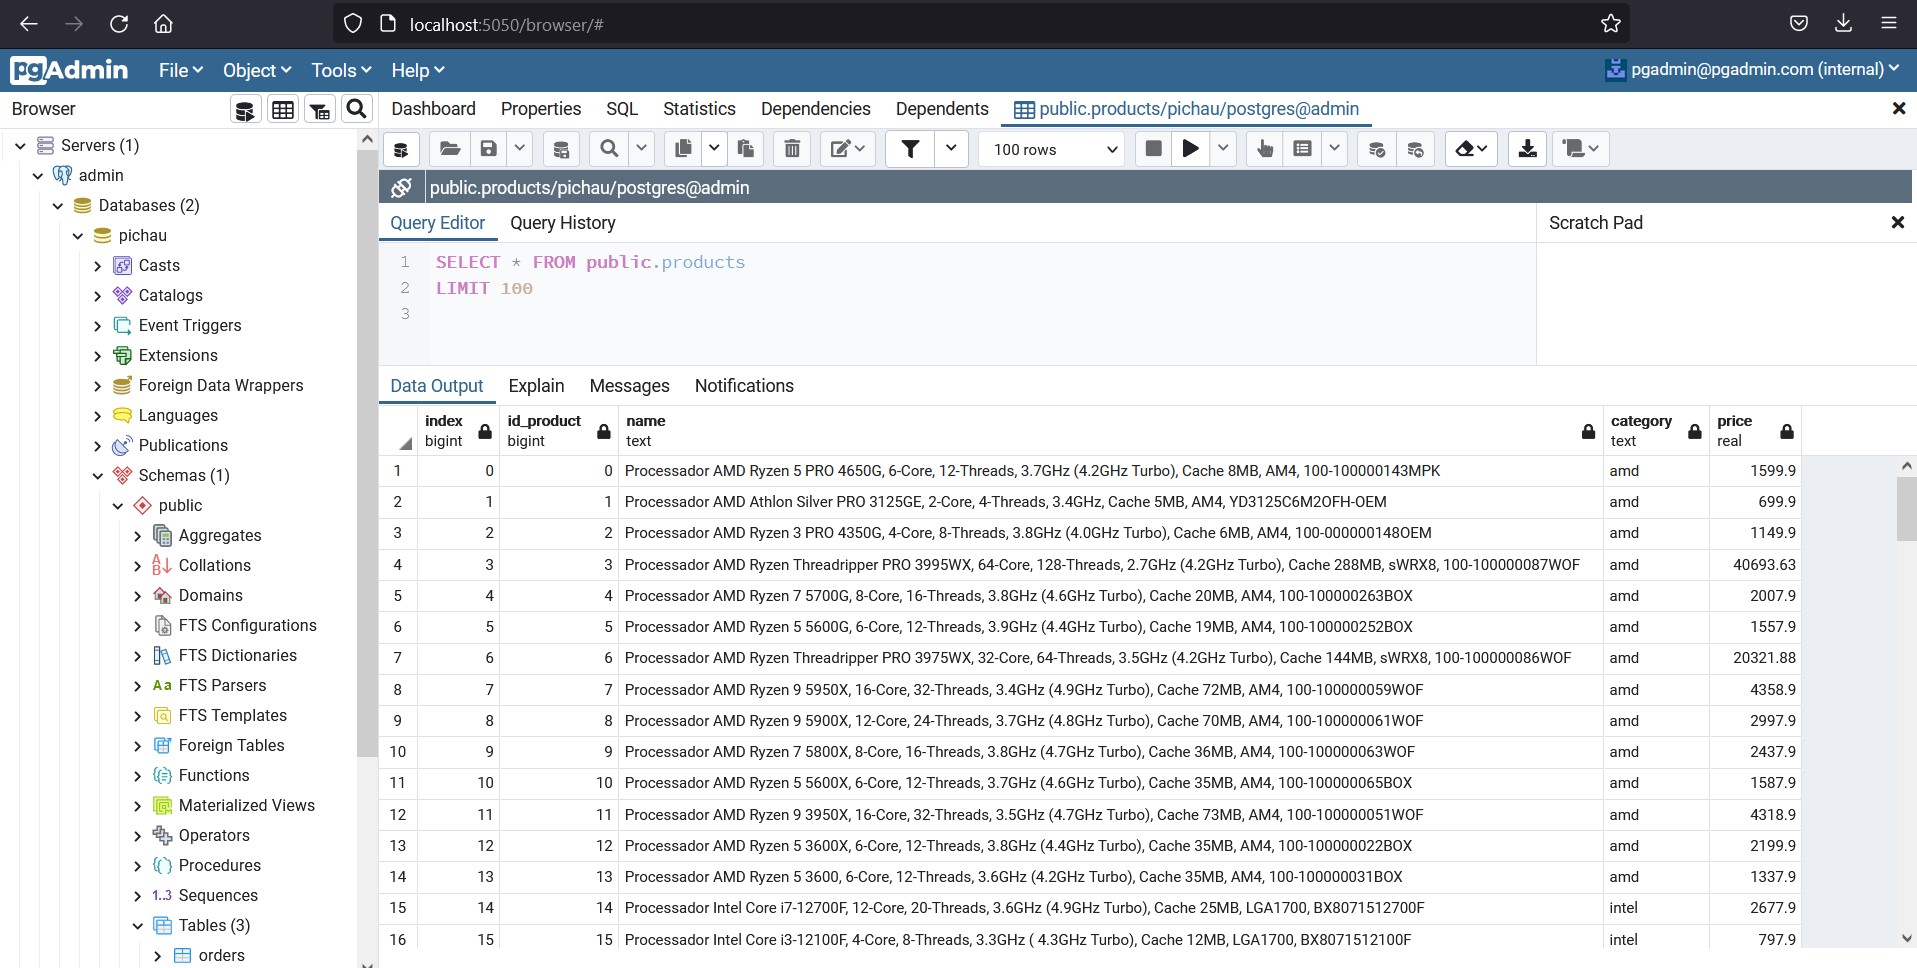 localhost:5050/browser/#
pgAdmin File Object Tools Help pgadmin@pgadmin.com (internal)
Browser
Dashboard Properties SQL Statistics Dependencies Dependents public.products/pichau/postgres@admin
Servers (1)
admin
Databases (2)
pichau
Casts
Catalogs
Event Triggers
Extensions
Foreign Data Wrappers
Languages
Publications
Schemas (1)
public
Aggregates
Collations
Domains
FTS Configurations
FTS Dictionaries
Aa FTS Parsers
FTS Templates
Foreign Tables
Functions
Materialized Views
Operators
Procedures
1..3 Sequences
Tables (3)
orders
100 rows
public.products/pichau/postgres@admin
Query Editor Query History
Scratch Pad
1 SELECT * FROM public.products
2 LIMIT 100
3
Data Output Explain Messages Notifications
index id_product name category price
bigint bigint text text real
1 0 0 Processador AMD Ryzen 5 PRO 4650G, 6-Core, 12-Threads, 3.7GHz (4.2GHz Turbo), Cache 8MB, AM4, 100-100000143MPK amd 1599.9
2 1 1 Processador AMD Athlon Silver PRO 3125GE, 2-Core, 4-Threads, 3.4GHz, Cache 5MB, AM4, YD3125C6M2OFH-OEM amd 699.9
3 2 2 Processador AMD Ryzen 3 PRO 4350G, 4-Core, 8-Threads, 3.8GHz (4.0GHz Turbo), Cache 6MB, AM4, 100-000000148OEM amd 1149.9
4 3 3 Processador AMD Ryzen Threadripper PRO 3995WX, 64-Core, 128-Threads, 2.7GHz (4.2GHz Turbo), Cache 288MB, sWRX8, 100-100000087WOF amd 40693.63
5 4 4 Processador AMD Ryzen 7 5700G, 8-Core, 16-Threads, 3.8GHz (4.6GHz Turbo), Cache 20MB, AM4, 100-100000263BOX amd 2007.9
6 5 5 Processador AMD Ryzen 5 5600G, 6-Core, 12-Threads, 3.9GHz (4.4GHz Turbo), Cache 19MB, AM4, 100-100000252BOX amd 1557.9
7 6 6 Processador AMD Ryzen Threadripper PRO 3975WX, 32-Core, 64-Threads, 3.5GHz (4.2GHz Turbo), Cache 144MB, sWRX8, 100-100000086WOF amd 20321.88
8 7 7 Processador AMD Ryzen 9 5950X, 16-Core, 32-Threads, 3.4GHz (4.9GHz Turbo), Cache 72MB, AM4, 100-100000059WOF amd 4358.9
9 8 8 Processador AMD Ryzen 9 5900X, 12-Core, 24-Threads, 3.7GHz (4.8GHz Turbo), Cache 70MB, AM4, 100-100000061WOF amd 2997.9
10 9 9 Processador AMD Ryzen 7 5800X, 8-Core, 16-Threads, 3.8GHz (4.7GHz Turbo), Cache 36MB, AM4, 100-100000063WOF amd 2437.9
11 10 10 Processador AMD Ryzen 5 5600X, 6-Core, 12-Threads, 3.7GHz (4.6GHz Turbo), Cache 35MB, AM4, 100-100000065BOX amd 1587.9
12 11 11 Processador AMD Ryzen 9 3950X, 16-Core, 32-Threads, 3.5GHz (4.7GHz Turbo), Cache 73MB, AM4, 100-100000051WOF amd 4318.9
13 12 12 Processador AMD Ryzen 5 3600X, 6-Core, 12-Threads, 3.8GHz (4.4GHz Turbo), Cache 35MB, AM4, 100-100000022BOX amd 2199.9
14 13 13 Processador AMD Ryzen 5 3600, 6-Core, 12-Threads, 3.6GHz (4.2GHz Turbo), Cache 35MB, AM4, 100-100000031BOX amd 1337.9
15 14 14 Processador Intel Core i7-12700F, 12-Core, 20-Threads, 3.6GHz (4.9GHz Turbo), Cache 25MB, LGA1700, BX8071512700F intel 2677.9
16 15 15 Processador Intel Core i3-12100F, 4-Core, 8-Threads, 3.3GHz ( 4.3GHz Turbo), Cache 12MB, LGA1700, BX8071512100F intel 797.9